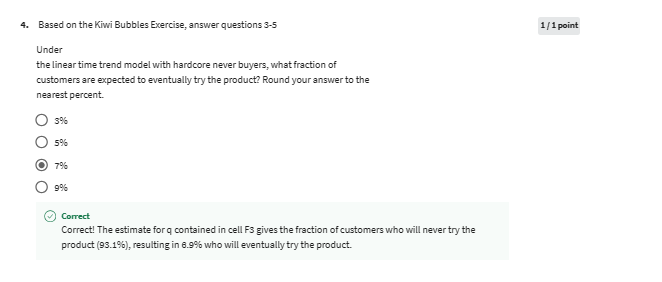 4. Based on the Kiwi Bubbles Exercise, answer questions 3-5
1 / 1 point
Under
the linear time trend model with hardcore never buyers, what fraction of
customers are expected to eventually try the product? Round your answer to the
nearest percent.
3%
5%
7%
9%
Correct
Correct! The estimate for q contained in cell F3 gives the fraction of customers who will never try the
product (93.1%), resulting in 6.9% who will eventually try the product.